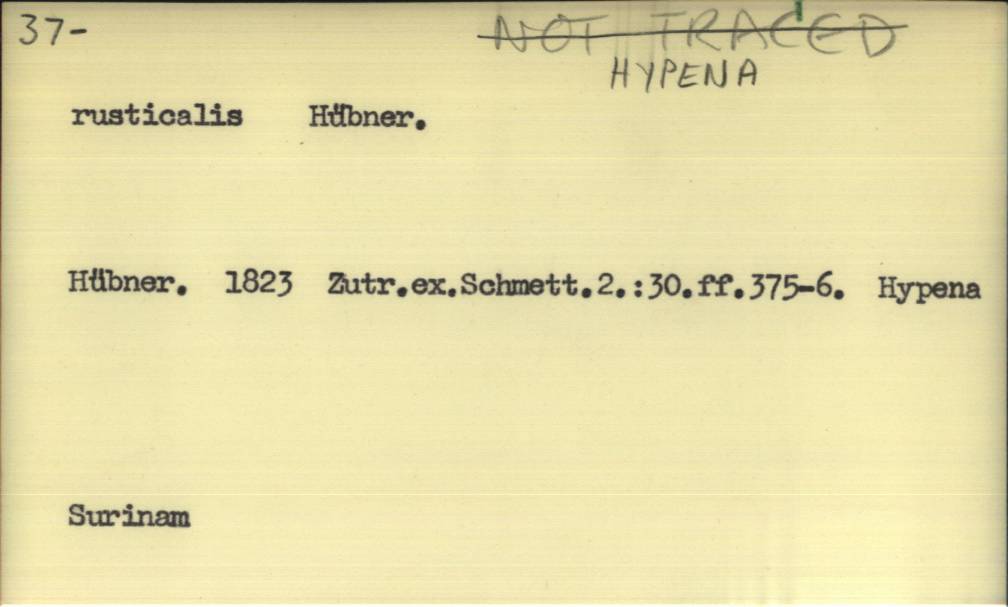 37- NOT TRACED
HYPENA
rusticalis Hübner.
Hübner. 1823 Zutr.ex.Schmett.2.:30.ff.375-6. Hypena
Surinam